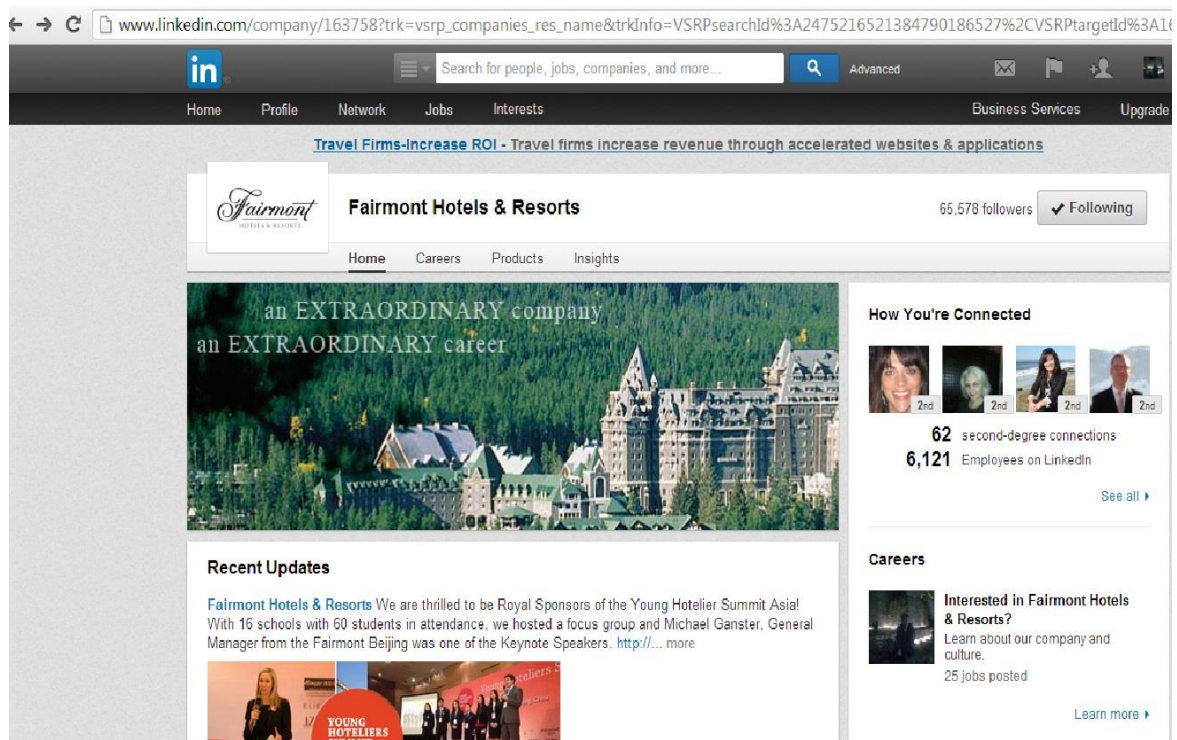 www.linkedin.com/company/163758?trk=vsrp_companies_res_name&trkInfo=VSRPsearchId%3A247521652138479018​6527%2CVSRPtargetId%3A16
in
Search for people, jobs, companies, and more...
Advanced
Home Profile Network Jobs Interests Business Services Upgrade
Travel Firms-Increase ROI - Travel firms increase revenue through accelerated websites & applications
Fairmont
HOTELS & RESORTS
Fairmont Hotels & Resorts
65,578 followers
Following
Home Careers Products Insights
an EXTRAORDINARY company
an EXTRAORDINARY career
How You're Connected
2nd 2nd 2nd 2nd
62 second-degree connections
6,121 Employees on LinkedIn
See all
Recent Updates
Fairmont Hotels & Resorts We are thrilled to be Royal Sponsors of the Young Hotelier Summit Asia!
With 16 schools with 60 students in attendance, we hosted a focus group and Michael Ganster, General
Manager from the Fairmont Beijing was one of the Keynote Speakers. http://... more
YOUNG
HOTELIERS
Young Hoteliers S
Careers
Interested in Fairmont Hotels
& Resorts?
Learn about our company and
culture.
25 jobs posted
Learn more